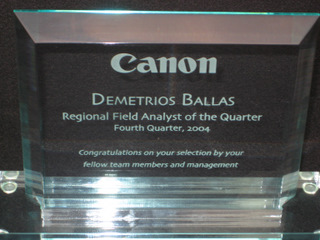 Canon
DEMETRIOS BALLAS
Regional Field Analyst of the Quarter
Fourth Quarter, 2004
Congratulations on your selection by your
fellow team members and management